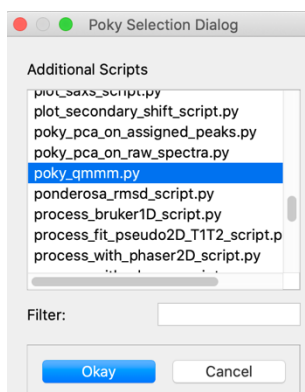 Poky Selection Dialog
Additional Scripts
plot_saxs_script.py
plot_secondary_shift_script.py
poky_pca_on_assigned_peaks.py
poky_pca_on_raw_spectra.py
poky_qmmm.py
ponderosa_rmsd_script.py
process_bruker1D_script.py
process_fit_pseudo2D_T1T2_script.p
process_with_phaser2D_script.py
Filter:
Okay
Cancel